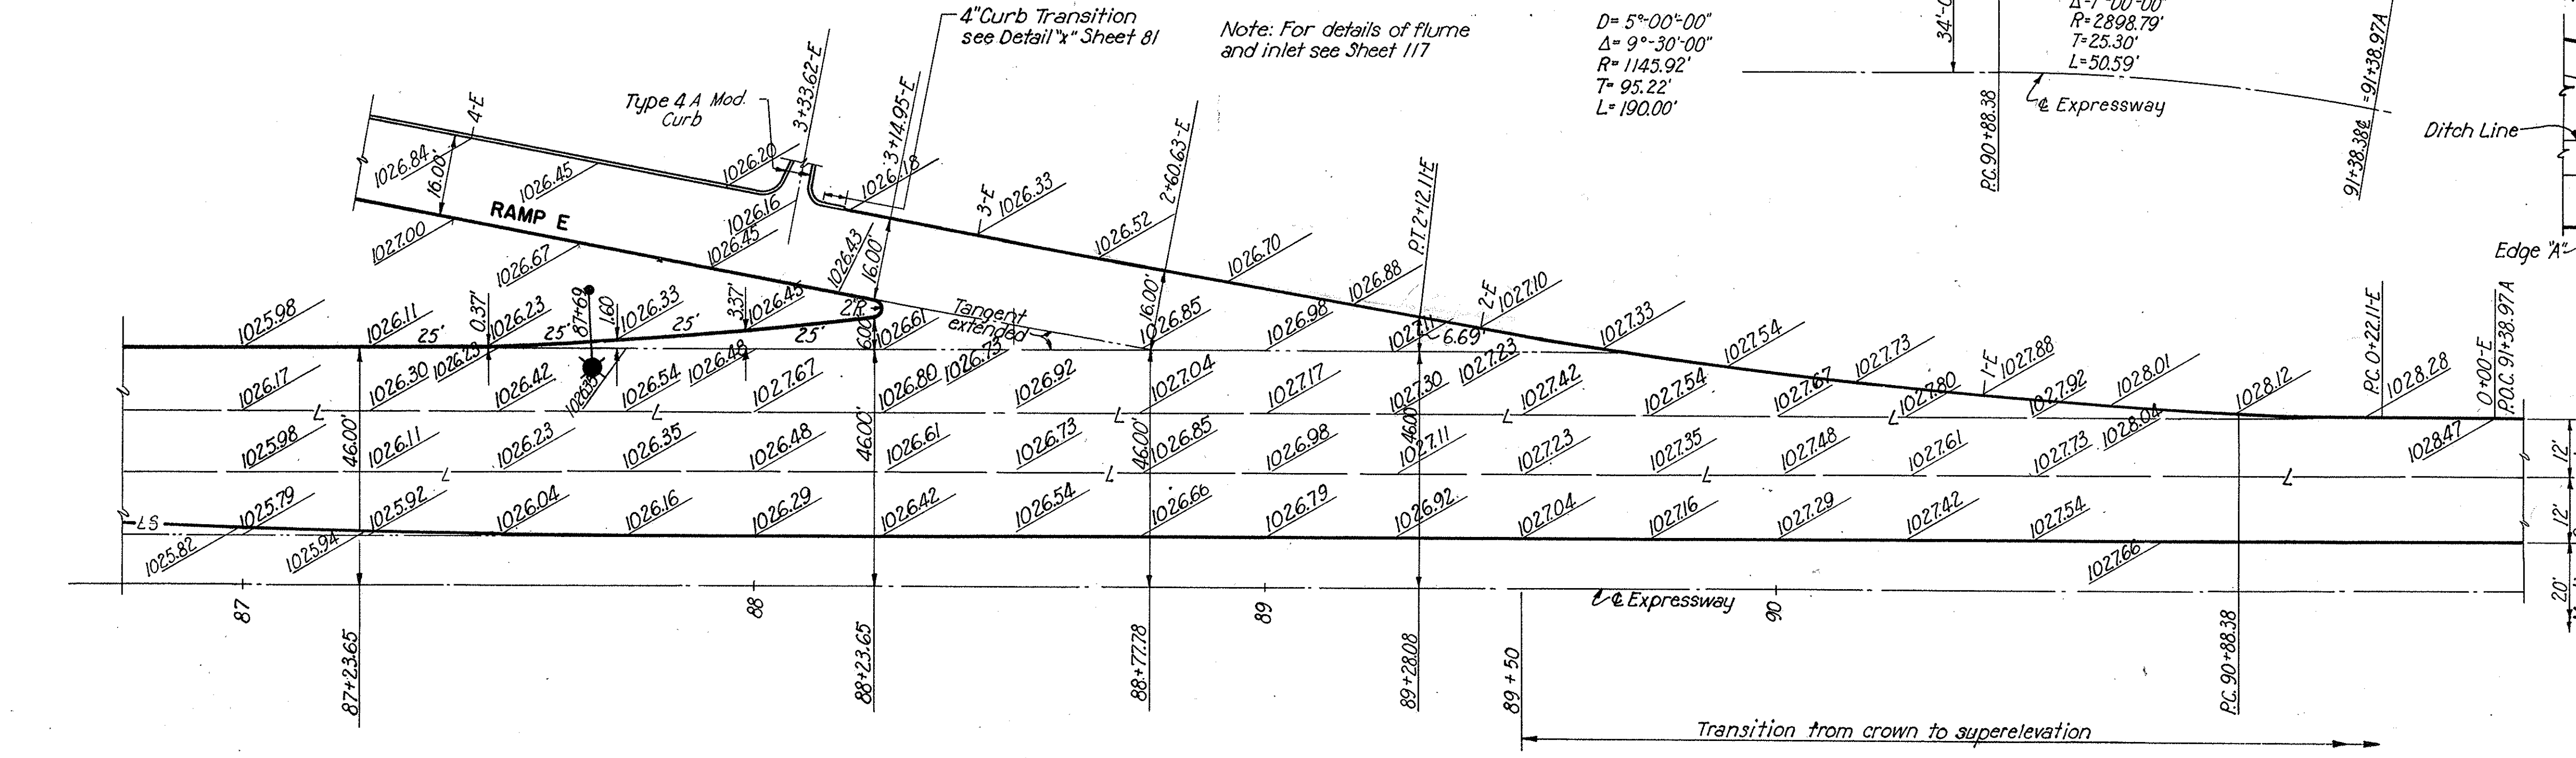 4"Curb Transition
see Detail "x" Sheet 81
Note: For details of flume
and inlet see Sheet 117
D= 5°-00'-00"
Δ= 9°-30'-00"
R= 1145.92'
T= 95.22'
L= 190.00'
R= 2898.79'
T= 25.30'
L= 50.59'
P.C. 90+88.38
℄ Expressway
91+38.38℄ = 91+38.97A
Ditch Line
Edge "A"
Type 4 A Mod.
Curb
3+33.62-E
3+14.95-E
2+60.63-E
P.T. 2+12.11-E
4-E
3-E
2-E
1-E
P.C. 0+22.11-E
0+00-E
P.O.C. 91+38.97A
1026.84
16.00'
1026.45
1026.20
1026.18
1026.33
1026.52
1026.70
1026.88
1027.10
1027.33
1027.54
1027.73
1027.88
1028.01
1028.12
1028.28
RAMP E
1026.16
1027.00
1026.67
1026.45
1026.43
16.00'
16.00'
Tangent
extended
2'R.
1025.98
1026.11
0.37'
1026.23
87+69
1.60
1026.33
3.37'
1026.45
6.00'
1026.61
1026.85
1026.98
1027.11
6.69'
25'
25'
25'
25'
1026.17
1026.30
1026.23
1026.42
1026.54
1026.48
1027.67
1026.80
1026.73
1026.92
1027.04
1027.17
1027.30
1027.23
1027.42
1027.54
1027.67
1027.80
1027.92
1028.04
1028.47
L
L
L
L
L
1025.98
46.00'
1026.11
1026.23
1026.35
1026.48
46.00'
1026.61
1026.73
46.00'
1026.85
1026.98
46.00'
1027.11
1027.23
1027.35
1027.48
1027.61
1027.73
12'
L
L
L
L
1025.79
1025.92
1026.04
1026.16
1026.29
1026.42
1026.54
1026.66
1026.79
1026.92
1027.04
1027.16
1027.29
1027.42
1027.54
12'
LS
1025.82
1025.94
1027.66
20'
87
88
89
90
℄ Expressway
87+23.65
88+23.65
88+77.78
89+28.08
89+50
P.C. 90+88.38
Transition from crown to superelevation